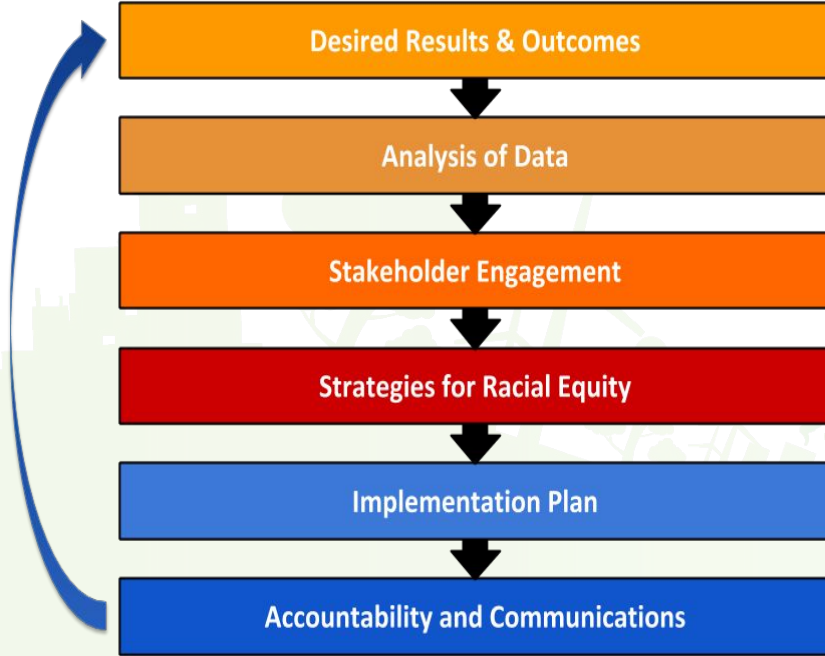 Desired Results & Outcomes
Analysis of Data
Stakeholder Engagement
Strategies for Racial Equity
Implementation Plan
Accountability and Communications